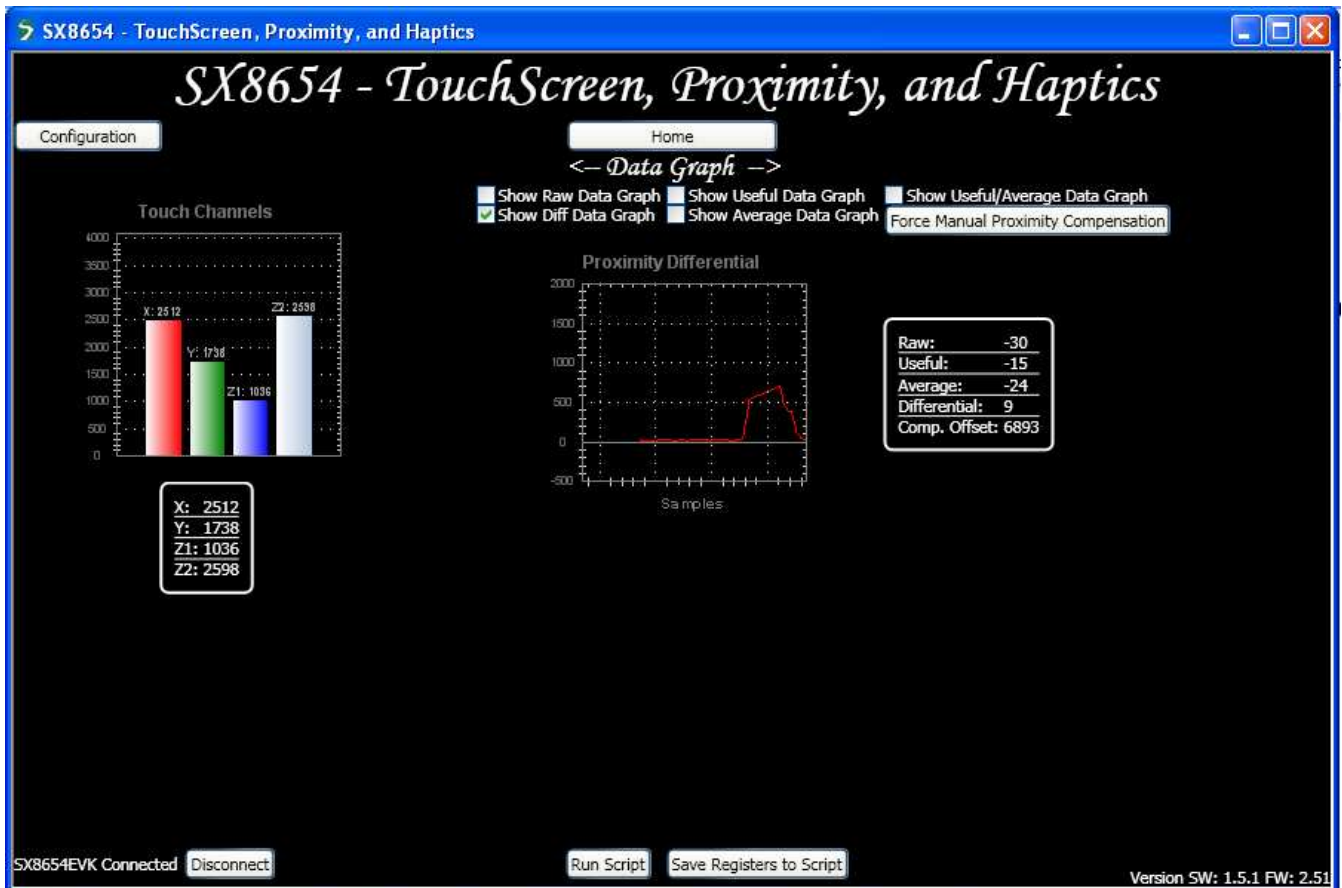 SX8654 - TouchScreen, Proximity, and Haptics
SX8654 - TouchScreen, Proximity, and Haptics
Configuration
Home
<-- Data Graph -->
Show Raw Data Graph
Show Useful Data Graph
Show Useful/Average Data Graph
Show Diff Data Graph
Show Average Data Graph
Force Manual Proximity Compensation
Touch Channels
4000
3500
3000
2500
2000
1500
1000
500
0
X: 2512
Y: 1738
Z1: 1036
Z2: 2598
X: 2512
Y: 1738
Z1: 1036
Z2: 2598
Proximity Differential
2000
1500
1000
500
0
-500
Samples
Raw: -30
Useful: -15
Average: -24
Differential: 9
Comp. Offset: 6893
SX8654EVK Connected
Disconnect
Run Script
Save Registers to Script
Version SW: 1.5.1 FW: 2.51